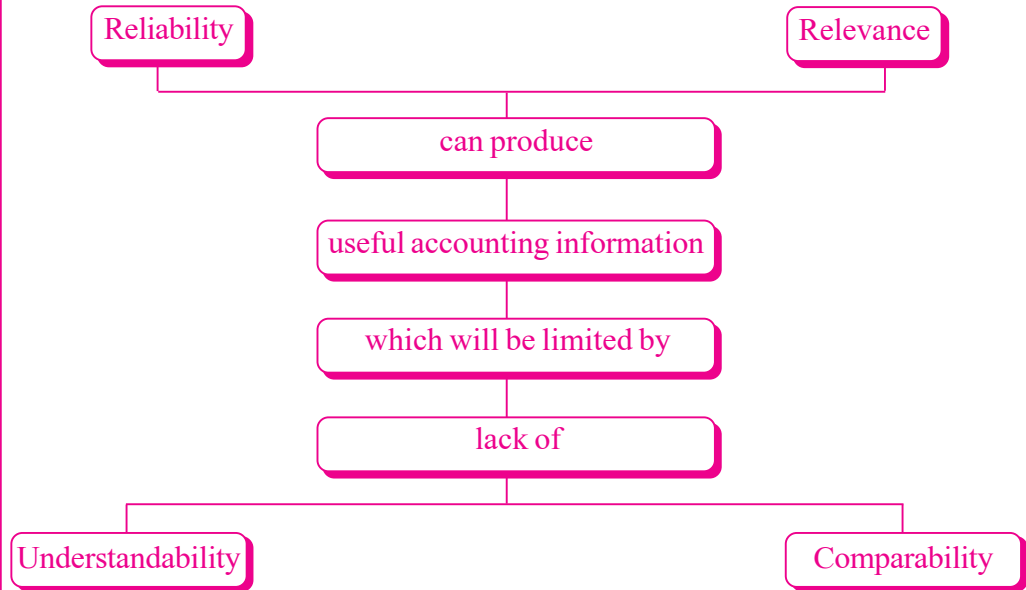 Reliability
Relevance
can produce
useful accounting information
which will be limited by
lack of
Understandability
Comparability